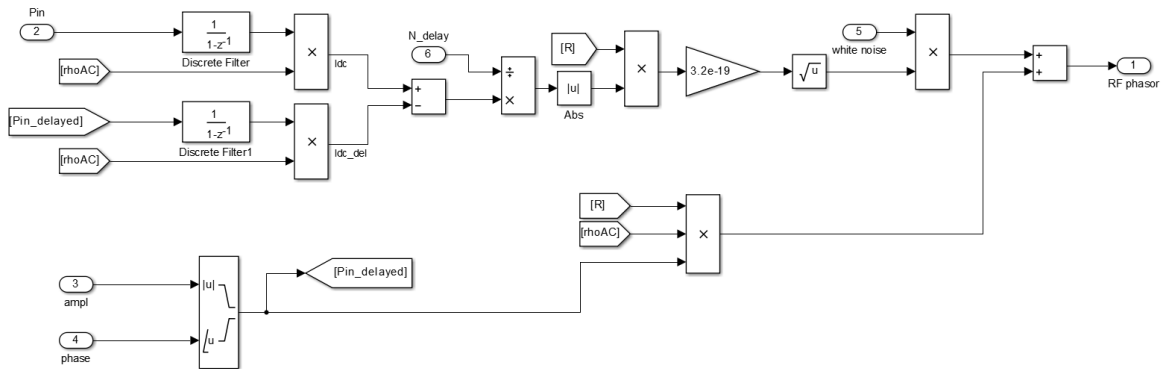 Pin
2
1
1-z-1
Discrete Filter
[rhoAC]
×
Idc
[Pin_delayed]
1
1-z-1
Discrete Filter1
[rhoAC]
×
Idc_del
+
−
N_delay
6
÷
×
|u|
Abs
[R]
×
3.2e-19
√u
5
white noise
×
+
+
1
RF phasor
[R]
[rhoAC]
×
[Pin_delayed]
3
ampl
4
phase
|u|
∠u